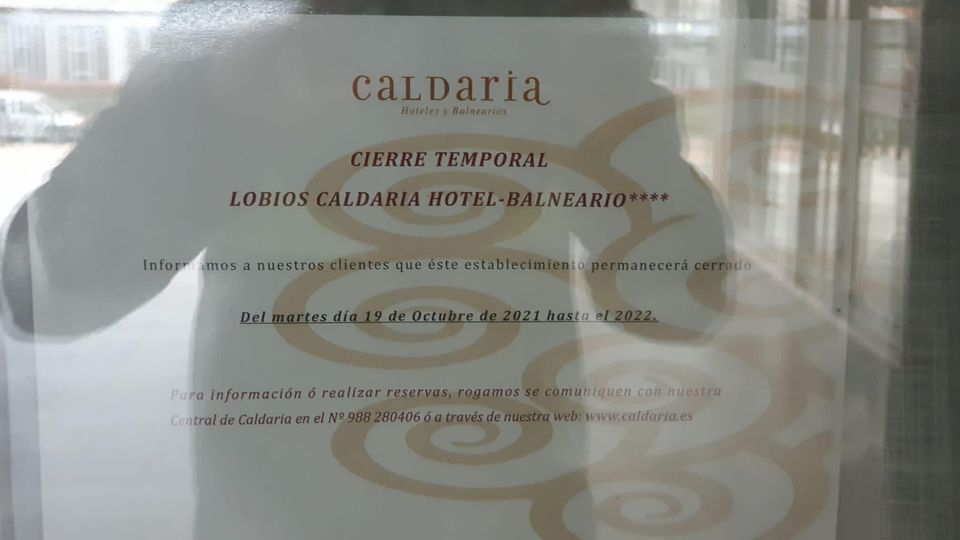 CALDARIA
Hoteles y Balnearios
CIERRE TEMPORAL
LOBIOS CALDARIA HOTEL-BALNEARIO****
Informamos a nuestros clientes que éste establecimiento permanecerá cerrado
Del martes día 19 de Octubre de 2021 hasta el 2022.
Para información ó realizar reservas, rogamos se comuniquen con nuestra
Central de Caldaria en el Nº 988 280406 ó a través de nuestra web: www.caldaria.es